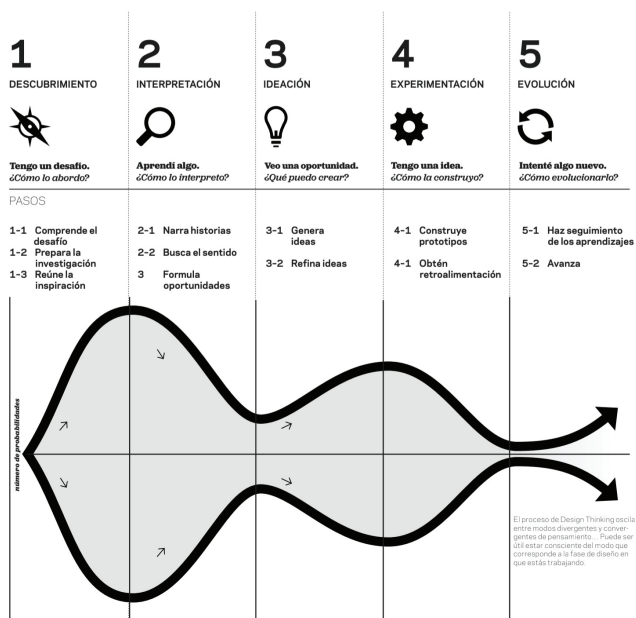 1
DESCUBRIMIENTO
Tengo un desafío.
¿Cómo lo abordo?
2
INTERPRETACIÓN
Aprendí algo.
¿Cómo lo interpreto?
3
IDEACIÓN
Veo una oportunidad.
¿Qué puedo crear?
4
EXPERIMENTACIÓN
Tengo una idea.
¿Cómo la construyo?
5
EVOLUCIÓN
Intenté algo nuevo.
¿Cómo evolucionarlo?
PASOS
1-1 Comprende el
desafío
1-2 Prepara la
investigación
1-3 Reúne la
inspiración
2-1 Narra historias
2-2 Busca el sentido
3 Formula
oportunidades
3-1 Genera
ideas
3-2 Refina ideas
4-1 Construye
prototipos
4-1 Obtén
retroalimentación
5-1 Haz seguimiento
de los aprendizajes
5-2 Avanza
número de probabilidades
El proceso de Design Thinking oscila
entre modos divergentes y conver-
gentes de pensamiento... Puede ser
útil estar consciente del modo que
corresponde a la fase de diseño en
que estás trabajando.